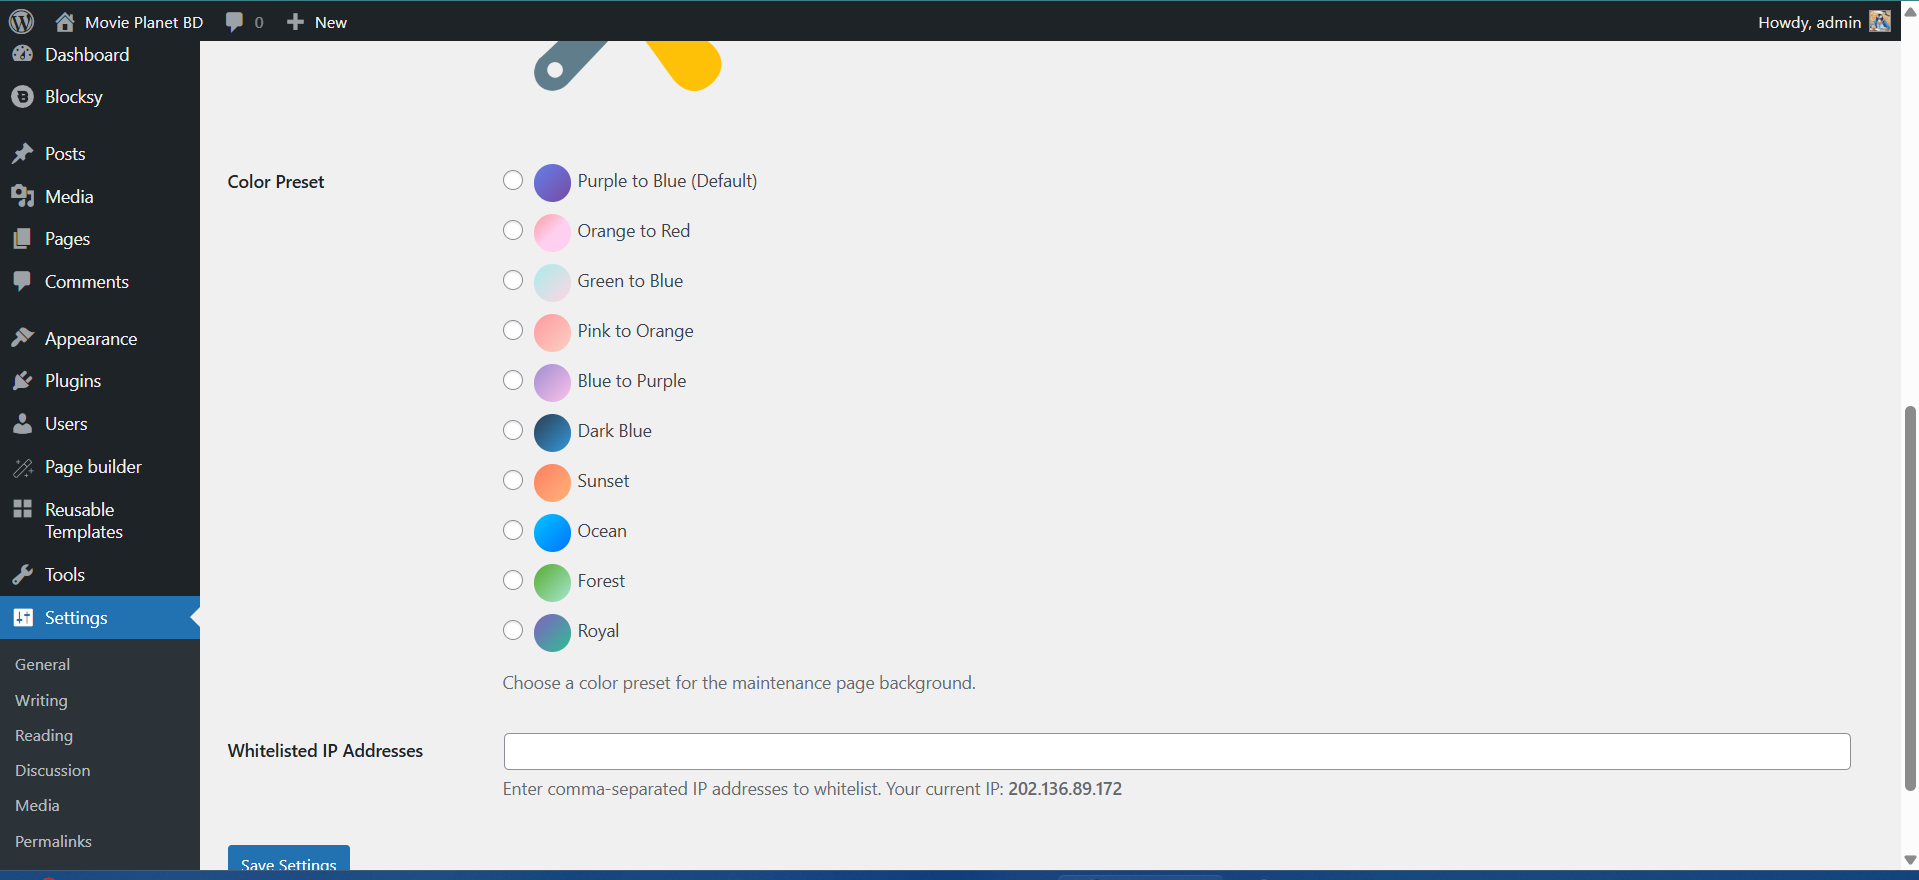 Movie Planet BD
0
New
Howdy, admin
Dashboard
Blocksy
Posts
Media
Pages
Comments
Appearance
Plugins
Users
Page builder
Reusable
Templates
Tools
Settings
General
Writing
Reading
Discussion
Media
Permalinks
Color Preset
Purple to Blue (Default)
Orange to Red
Green to Blue
Pink to Orange
Blue to Purple
Dark Blue
Sunset
Ocean
Forest
Royal
Choose a color preset for the maintenance page background.
Whitelisted IP Addresses
Enter comma-separated IP addresses to whitelist. Your current IP: 202.136.89.172
Save Settings